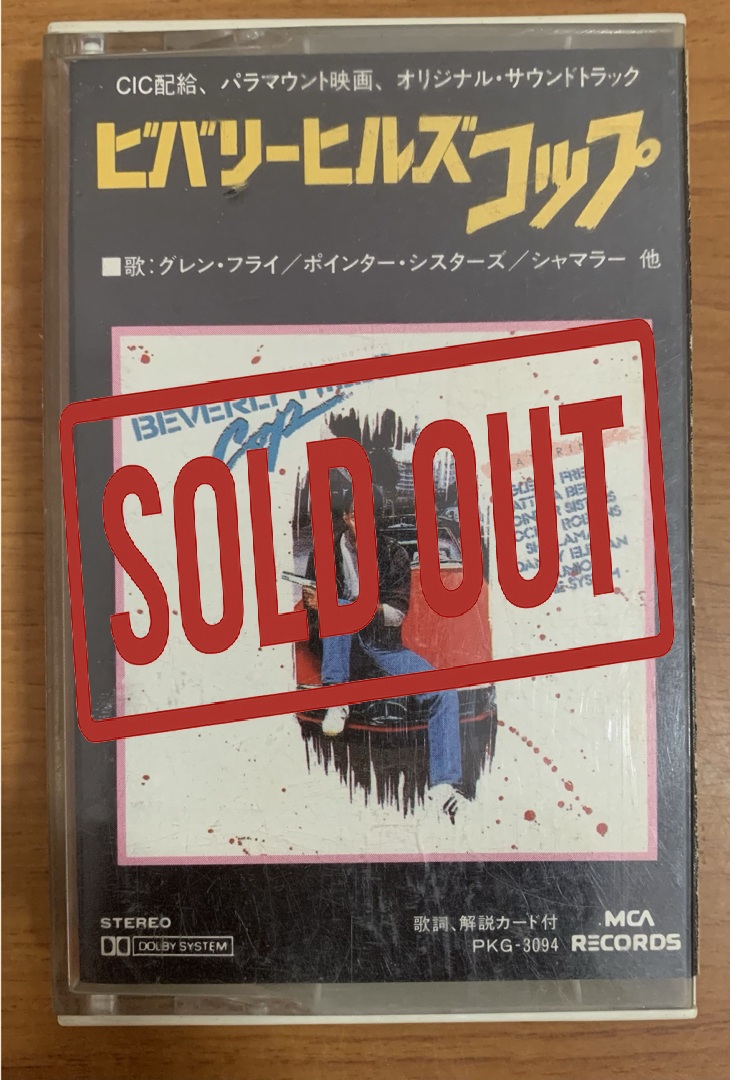 CIC配給、パラマウント映画、オリジナル・サウンドトラック
ビバリーヒルズコップ
■歌：グレン・フライ／ポインター・シスターズ／シャマラー 他
BEVERLY
Cop
SOLD OUT
STEREO
DOLBY SYSTEM
歌詞、解説カード付
PKG-3094
MCA
RECORDS